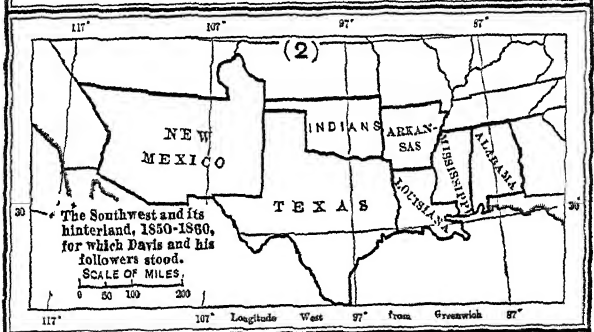 117° 107° 97° 87°
(2)
INDIANS
NEW
MEXICO
ARKAN-
SAS
MISSISSIPPI
ALABAMA
TEXAS
LOUISIANA
30 30°
The Southwest and its
hinterland, 1850-1860,
for which Davis and his
followers stood.
SCALE OF MILES
0 50 100 200
117° 107° Longitude West 97° from Greenwich 87°